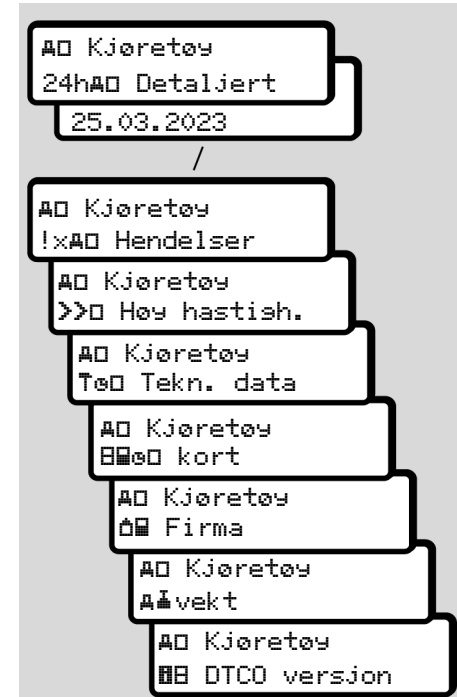 Kjøretøy
24h Detaljert
25.03.2023
/
Kjøretøy
!x Hendelser
Kjøretøy
>> Høy hastigh.
Kjøretøy
Tekn. data
Kjøretøy
kort
Kjøretøy
Firma
Kjøretøy
vekt
Kjøretøy
DTCO versjon